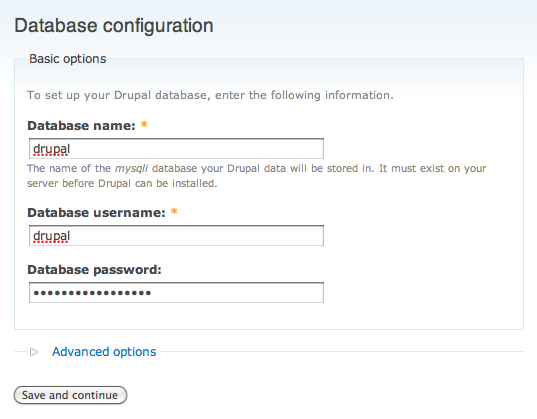 Database configuration
Basic options
To set up your Drupal database, enter the following information.
Database name: *
drupal
The name of the mysqli database your Drupal data will be stored in. It must exist on your
server before Drupal can be installed.
Database username: *
drupal
Database password:
•••••••••••••••••
Advanced options
Save and continue